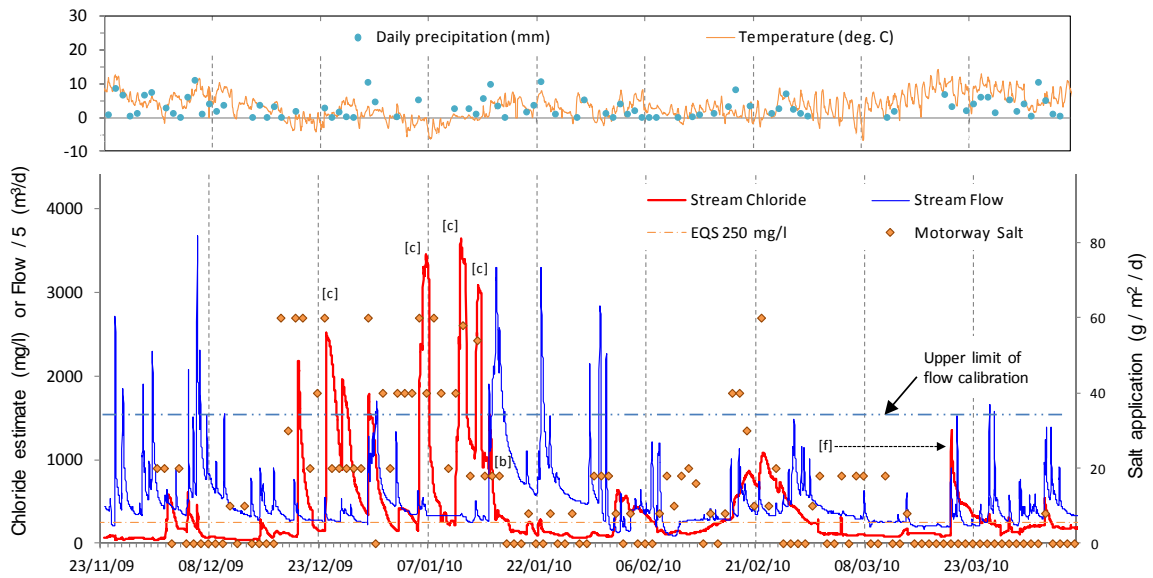 30
20
10
0
-10
Daily precipitation (mm)
Temperature (deg. C)
Chloride estimate (mg/l) or Flow / 5 (m³/d)
4000
3000
2000
1000
0
Stream Chloride
Stream Flow
EQS 250 mg/l
Motorway Salt
[c]
[c]
[c]
[c]
[b]
[f]
Upper limit of
flow calibration
80
60
40
20
0
Salt application (g / m² / d)
23/11/09 08/12/09 23/12/09 07/01/10 22/01/10 06/02/10 21/02/10 08/03/10 23/03/10